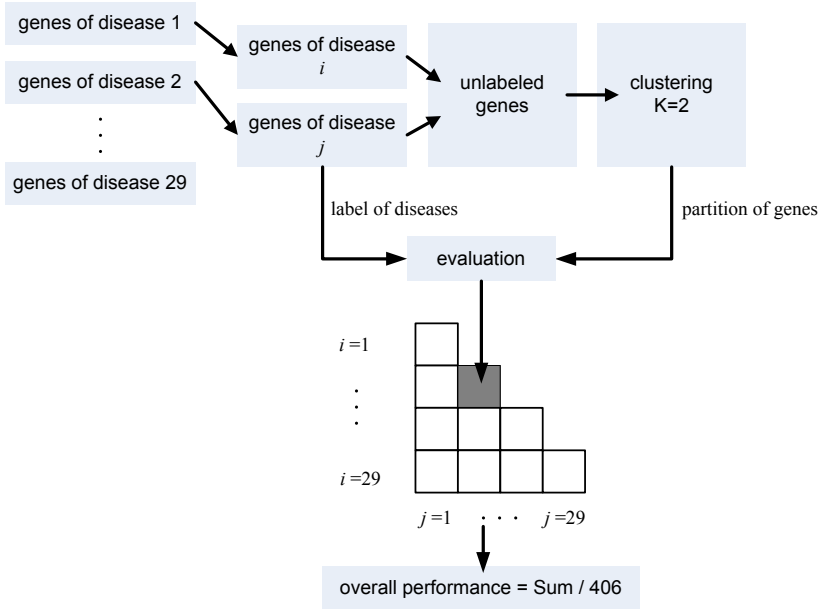 genes of disease 1
genes of disease 2
. . .
genes of disease 29
genes of disease
i
genes of disease
j
unlabeled
genes
clustering
K=2
label of diseases
partition of genes
evaluation
i =1
. . .
i =29
j =1 . . . j =29
overall performance = Sum / 406